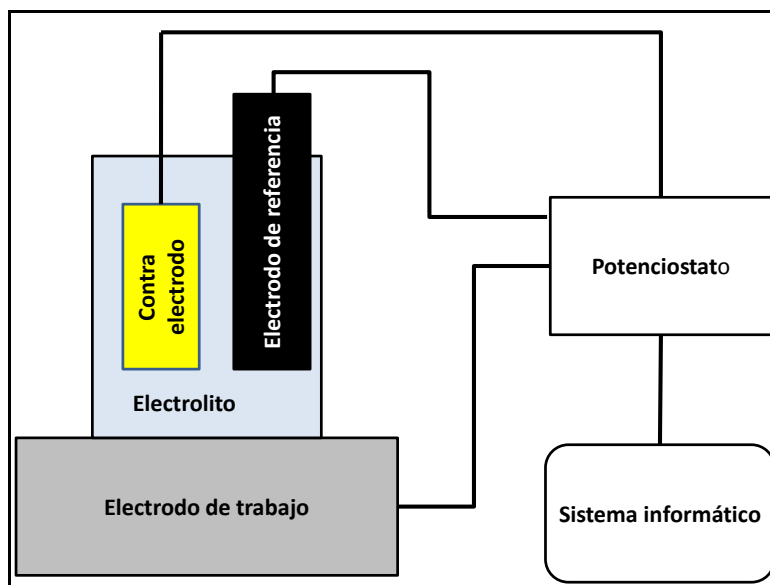 Contra
electrodo
Electrodo de referencia
Potenciostato
Electrolito
Electrodo de trabajo
Sistema informático